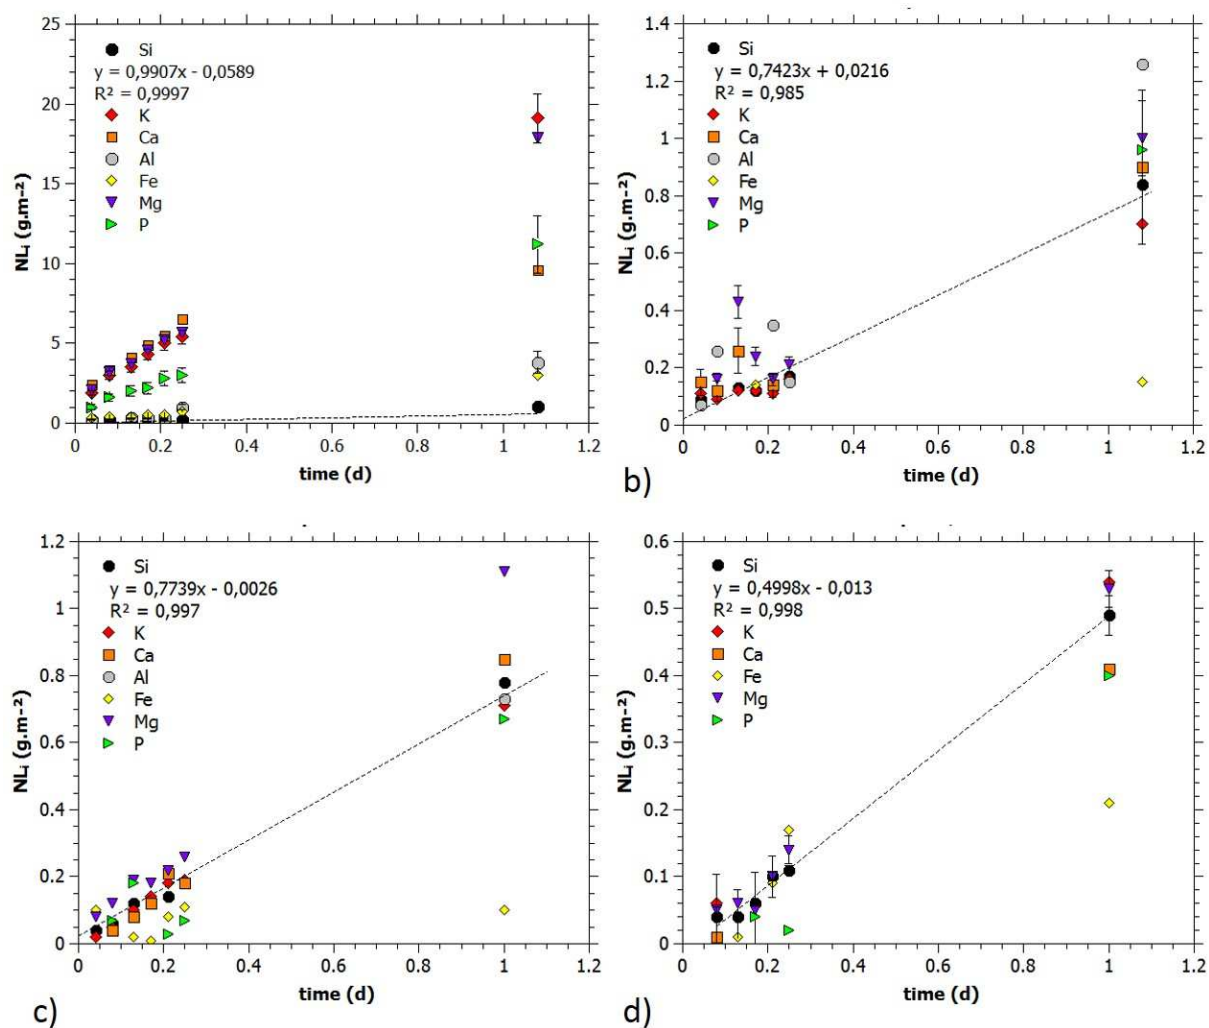 25
20
15
10
5
0
NLᵢ (g.m⁻²)
Si
y = 0,9907x - 0,0589
R² = 0,9997
K
Ca
Al
Fe
Mg
P
0 0.2 0.4 0.6 0.8 1 1.2
time (d)
1.4
1.2
1
0.8
0.6
0.4
0.2
0
NLᵢ (g.m⁻²)
Si
y = 0,7423x + 0,0216
R² = 0,985
K
Ca
Al
Fe
Mg
P
0 0.2 0.4 0.6 0.8 1 1.2
time (d)
b)
1.2
1
0.8
0.6
0.4
0.2
0
NLᵢ (g.m⁻²)
Si
y = 0,7739x - 0,0026
R² = 0,997
K
Ca
Al
Fe
Mg
P
0 0.2 0.4 0.6 0.8 1 1.2
time (d)
c)
0.6
0.5
0.4
0.3
0.2
0.1
0
NLᵢ (g.m⁻²)
Si
y = 0,4998x - 0,013
R² = 0,998
K
Ca
Fe
Mg
P
0 0.2 0.4 0.6 0.8 1 1.2
time (d)
d)